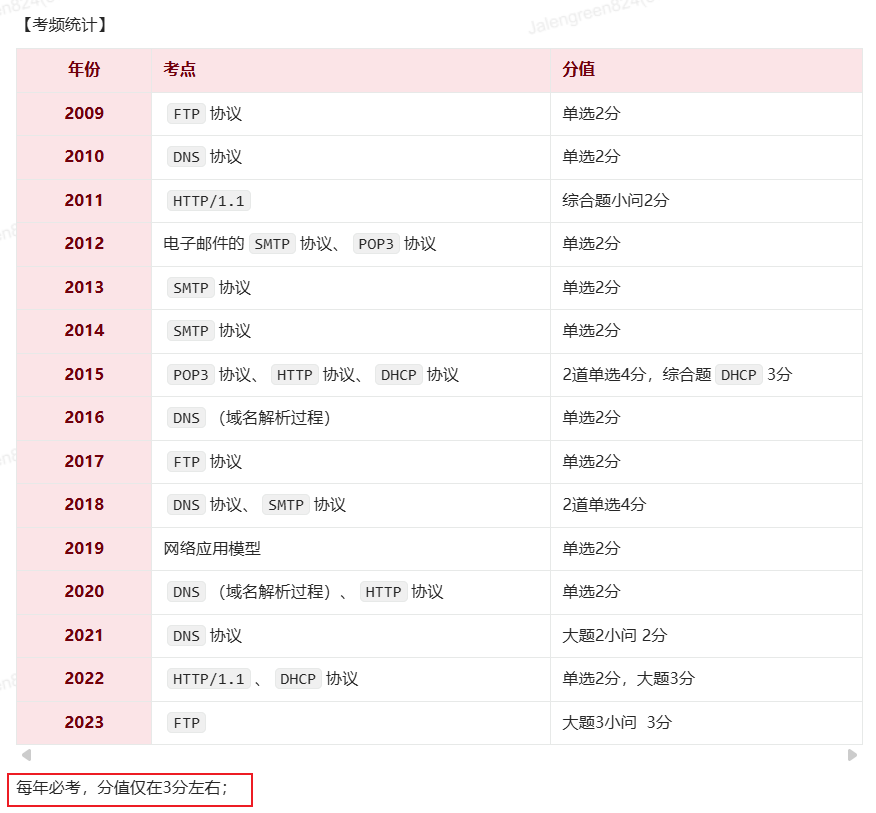 Jalengreen824(
【考频统计】
年份 考点 分值
2009 FTP 协议 单选2分
2010 DNS 协议 单选2分
2011 HTTP/1.1 综合题小问2分
2012 电子邮件的 SMTP 协议、 POP3 协议 单选2分
2013 SMTP 协议 单选2分
2014 SMTP 协议 单选2分
2015 POP3 协议、 HTTP 协议、 DHCP 协议 2道单选4分，综合题 DHCP 3分
2016 DNS （域名解析过程） 单选2分
2017 FTP 协议 单选2分
2018 DNS 协议、 SMTP 协议 2道单选4分
2019 网络应用模型 单选2分
2020 DNS （域名解析过程）、 HTTP 协议 单选2分
2021 DNS 协议 大题2小问 2分
2022 HTTP/1.1 、 DHCP 协议 单选2分，大题3分
2023 FTP 大题3小问 3分
每年必考，分值仅在3分左右；